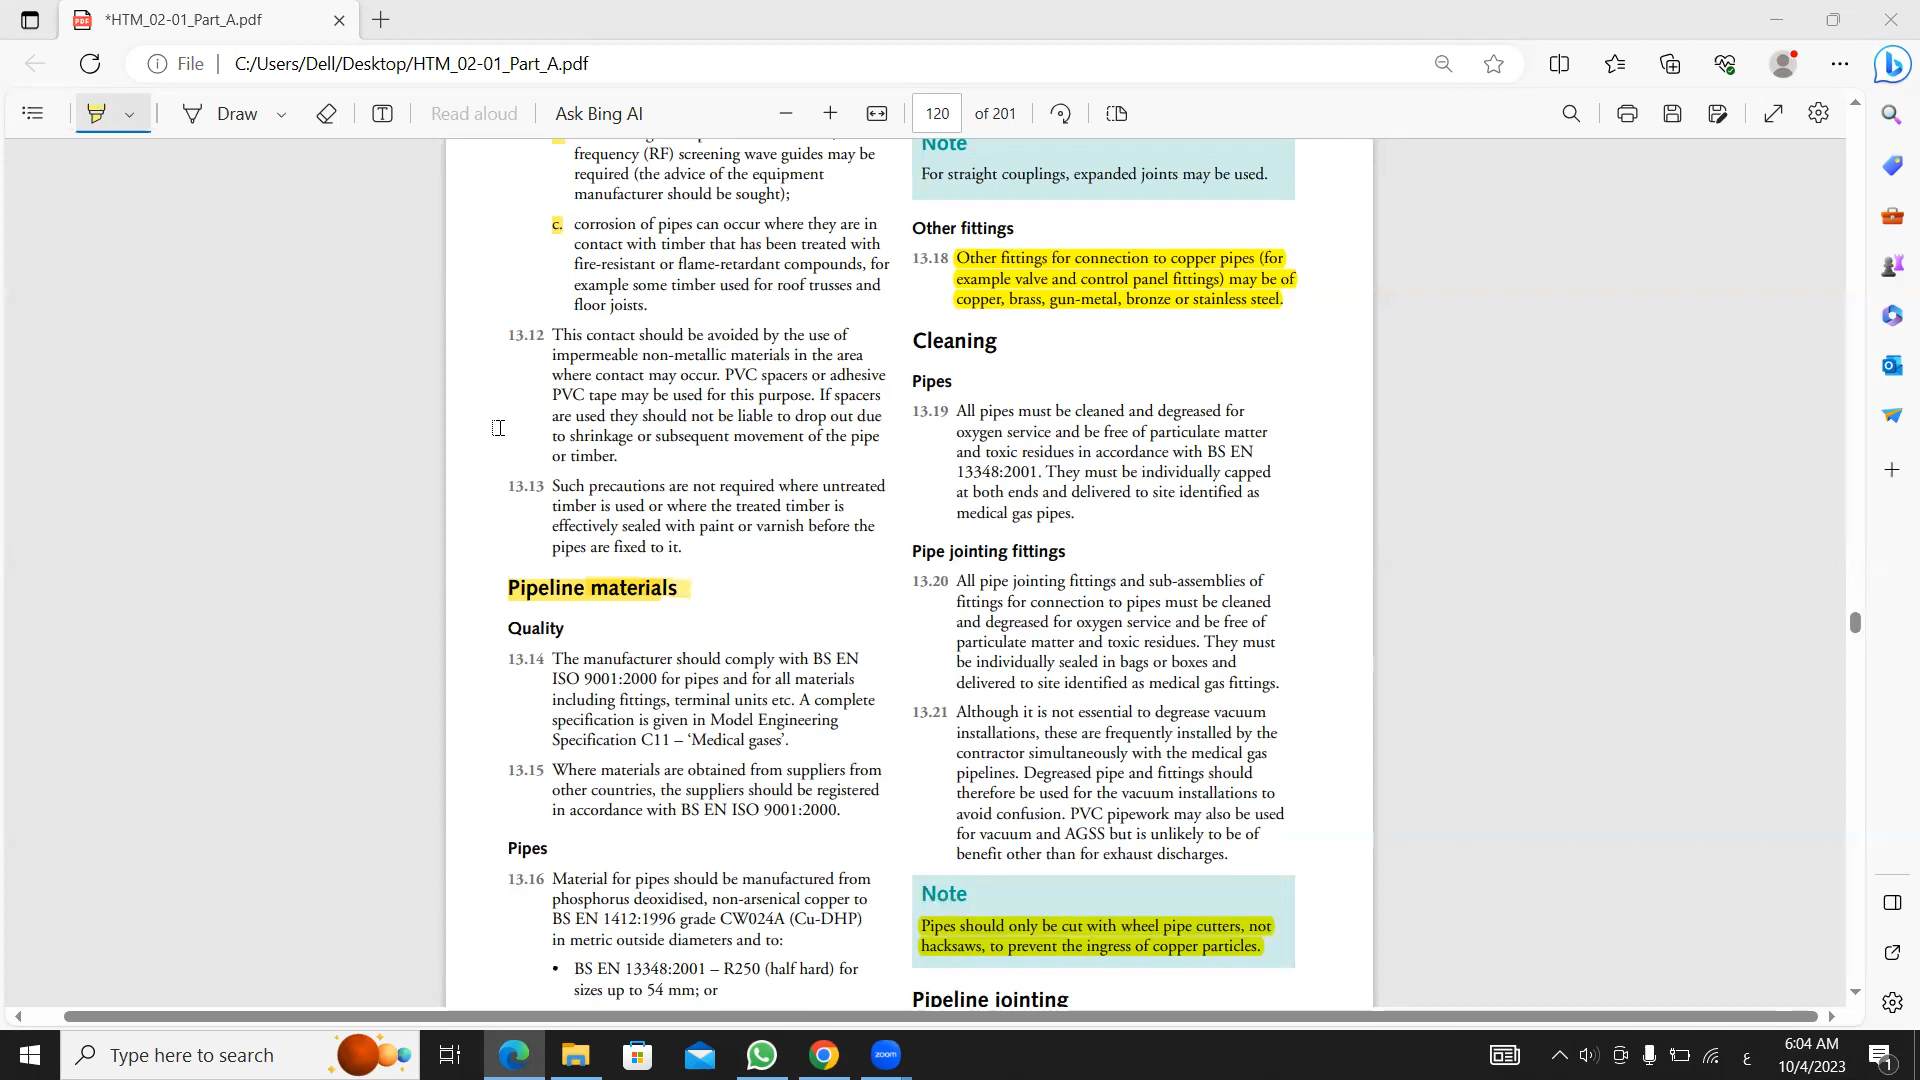 *HTM_02-01_Part_A.pdf
File
C:/Users/Dell/Desktop/HTM_02-01_Part_A.pdf
Draw
Read aloud
Ask Bing AI
120 of 201
frequency (RF) screening wave guides may be
required (the advice of the equipment
manufacturer should be sought);
c. corrosion of pipes can occur where they are in
contact with timber that has been treated with
fire-resistant or flame-retardant compounds, for
example some timber used for roof trusses and
floor joists.
13.12 This contact should be avoided by the use of
impermeable non-metallic materials in the area
where contact may occur. PVC spacers or adhesive
PVC tape may be used for this purpose. If spacers
are used they should not be liable to drop out due
to shrinkage or subsequent movement of the pipe
or timber.
13.13 Such precautions are not required where untreated
timber is used or where the treated timber is
effectively sealed with paint or varnish before the
pipes are fixed to it.
Pipeline materials
Quality
13.14 The manufacturer should comply with BS EN
ISO 9001:2000 for pipes and for all materials
including fittings, terminal units etc. A complete
specification is given in Model Engineering
Specification C11 – ‘Medical gases’.
13.15 Where materials are obtained from suppliers from
other countries, the suppliers should be registered
in accordance with BS EN ISO 9001:2000.
Pipes
13.16 Material for pipes should be manufactured from
phosphorus deoxidised, non-arsenical copper to
BS EN 1412:1996 grade CW024A (Cu-DHP)
in metric outside diameters and to:
• BS EN 13348:2001 – R250 (half hard) for
sizes up to 54 mm; or
Note
For straight couplings, expanded joints may be used.
Other fittings
13.18 Other fittings for connection to copper pipes (for
example valve and control panel fittings) may be of
copper, brass, gun-metal, bronze or stainless steel.
Cleaning
Pipes
13.19 All pipes must be cleaned and degreased for
oxygen service and be free of particulate matter
and toxic residues in accordance with BS EN
13348:2001. They must be individually capped
at both ends and delivered to site identified as
medical gas pipes.
Pipe jointing fittings
13.20 All pipe jointing fittings and sub-assemblies of
fittings for connection to pipes must be cleaned
and degreased for oxygen service and be free of
particulate matter and toxic residues. They must
be individually sealed in bags or boxes and
delivered to site identified as medical gas fittings.
13.21 Although it is not essential to degrease vacuum
installations, these are frequently installed by the
contractor simultaneously with the medical gas
pipelines. Degreased pipe and fittings should
therefore be used for the vacuum installations to
avoid confusion. PVC pipework may also be used
for vacuum and AGSS but is unlikely to be of
benefit other than for exhaust discharges.
Note
Pipes should only be cut with wheel pipe cutters, not
hacksaws, to prevent the ingress of copper particles.
Pipeline jointing
Type here to search
zoom
ع
6:04 AM
10/4/2023
1